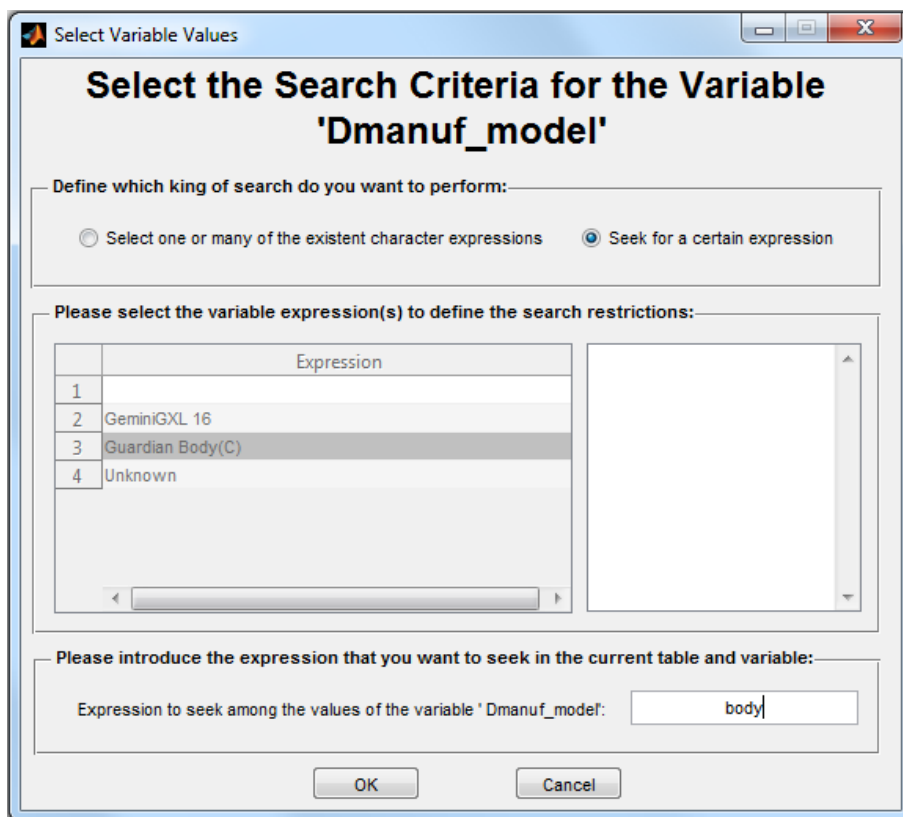 Select Variable Values
Select the Search Criteria for the Variable
'Dmanuf_model'
Define which king of search do you want to perform:
Select one or many of the existent character expressions
Seek for a certain expression
Please select the variable expression(s) to define the search restrictions:
Expression
1
2 GeminiGXL 16
3 Guardian Body(C)
4 Unknown
Please introduce the expression that you want to seek in the current table and variable:
Expression to seek among the values of the variable ' Dmanuf_model': body
OK Cancel